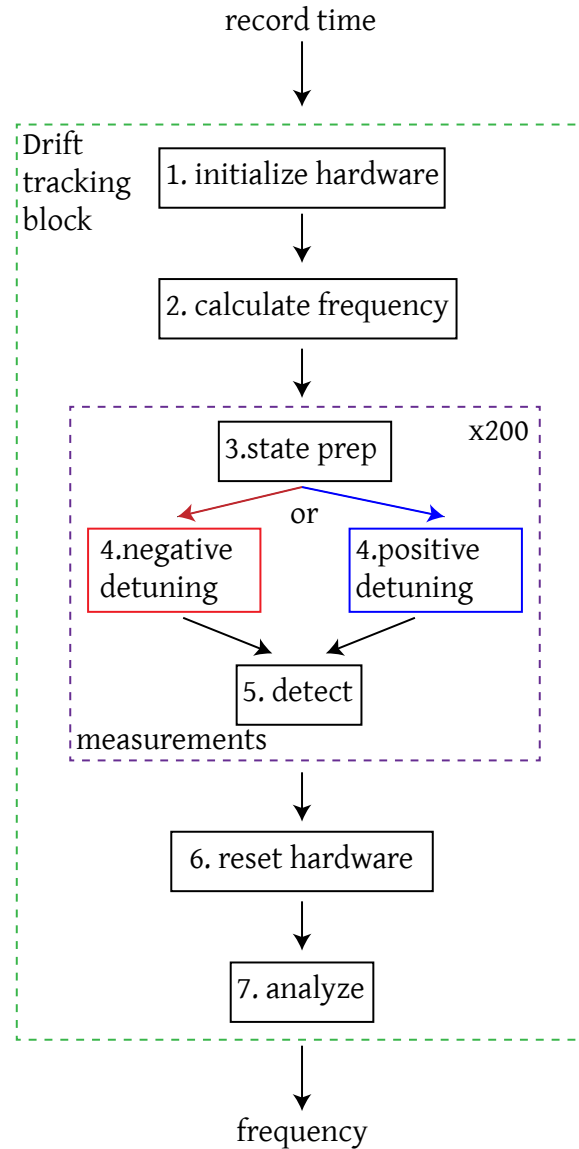 record time
Drift
tracking
block
1. initialize hardware
2. calculate frequency
x200
3.state prep
or
4.negative
detuning
4.positive
detuning
5. detect
measurements
6. reset hardware
7. analyze
frequency